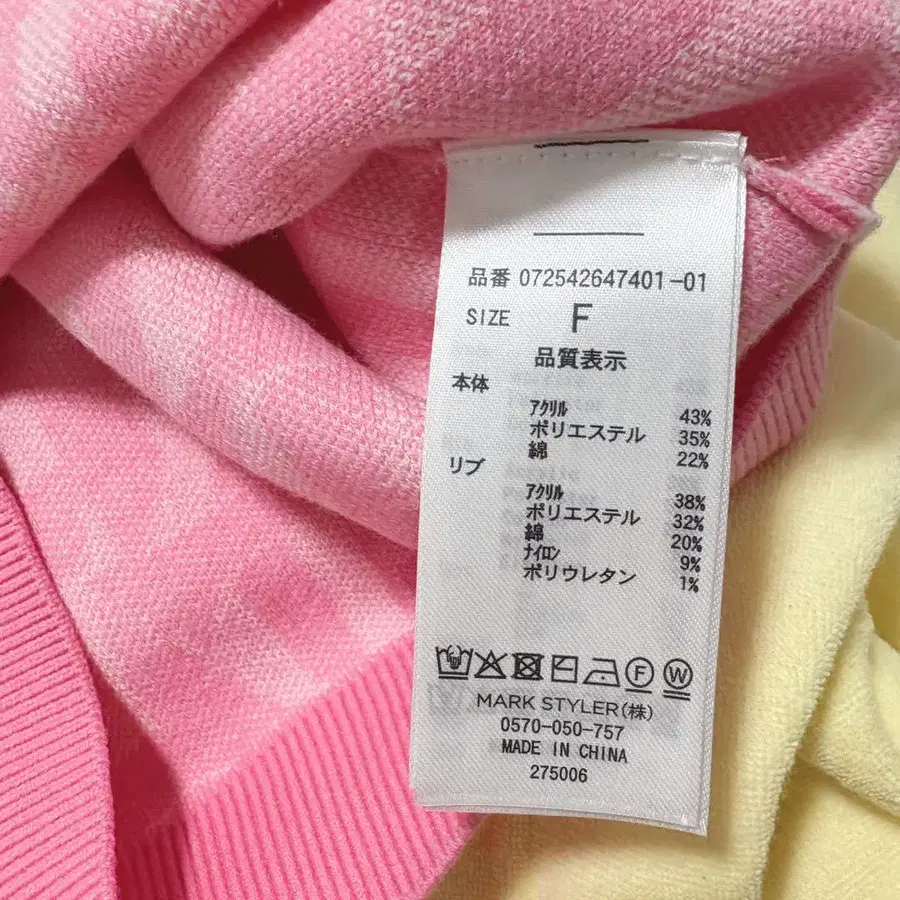 品番 072542647401-01
SIZE F
品質表示
本体
ｱｸﾘﾙ 43%
ポリエステル 35%
綿 22%
リブ
ｱｸﾘﾙ 38%
ポリエステル 32%
綿 20%
ﾅｲﾛﾝ 9%
ポリウレタン 1%
F W
MARK STYLER(株)
0570-050-757
MADE IN CHINA
275006